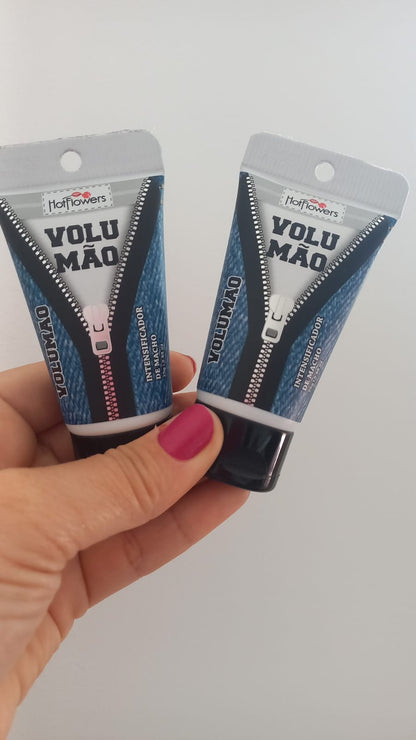 HotFlowers
VOLU
MÃO
VOLUMÃO
INTENSIFICADOR
DE MACHO
HotFlowers
VOLU
MÃO
VOLUMÃO
INTENSIFICADOR
DE MACHO